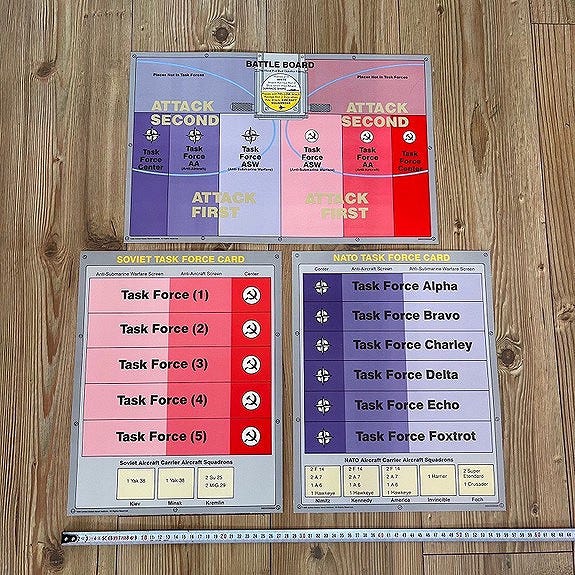 BATTLE BOARD
Planes Not In Task Forces
Planes Not In Task Forces
ATTACK
SECOND
ATTACK
SECOND
Task
Force
Center
Task
Force
AA
(Anti-Aircraft)
Task
Force
ASW
(Anti-Submarine Warfare)
Task
Force
ASW
(Anti-Submarine Warfare)
Task
Force
AA
(Anti-Aircraft)
Task
Force
Center
ATTACK
FIRST
ATTACK
FIRST
SOVIET TASK FORCE CARD
Anti-Submarine Warfare Screen Anti-Aircraft Screen Center
Task Force (1)
Task Force (2)
Task Force (3)
Task Force (4)
Task Force (5)
Soviet Aircraft Carrier Aircraft Squadrons
1 Yak 38
1 Yak 38
2 Su 25
2 MiG 29
Kiev Minsk Kremlin
NATO TASK FORCE CARD
Center Anti-Aircraft Screen Anti-Submarine Warfare Screen
Task Force Alpha
Task Force Bravo
Task Force Charley
Task Force Delta
Task Force Echo
Task Force Foxtrot
NATO Aircraft Carrier Aircraft Squadrons
2 F 14
2 A 7
1 A 6
1 Hawkeye
2 F 14
2 A 7
1 A 6
1 Hawkeye
2 F 14
2 A 7
1 A 6
1 Hawkeye
1 Harrier
2 Super
Etendard
1 Crusader
Nimitz Kennedy America Invincible Foch